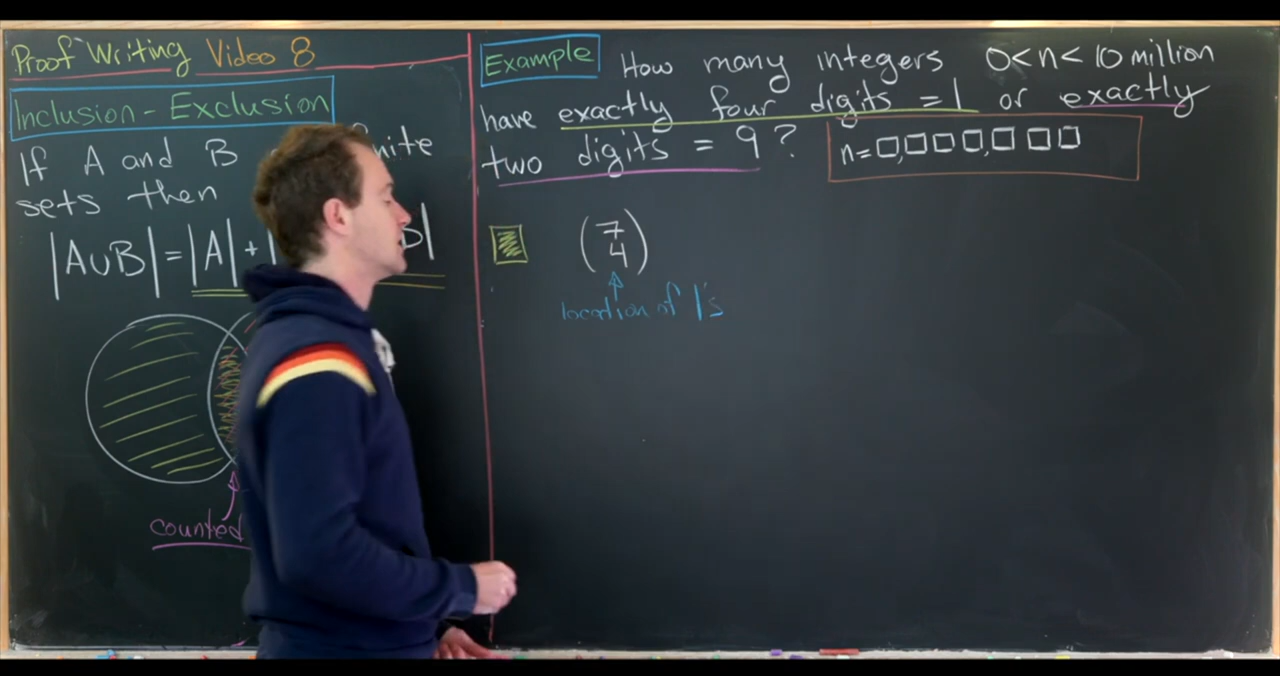 Proof Writing Video 8
Inclusion - Exclusion
If A and B nite
sets then
|A∪B| = |A| + | B|
counted
Example How many integers 0<n<10 million
have exactly four digits =1 or exactly
two digits = 9?
n=□,□□□,□□□
(7
4)
location of 1's